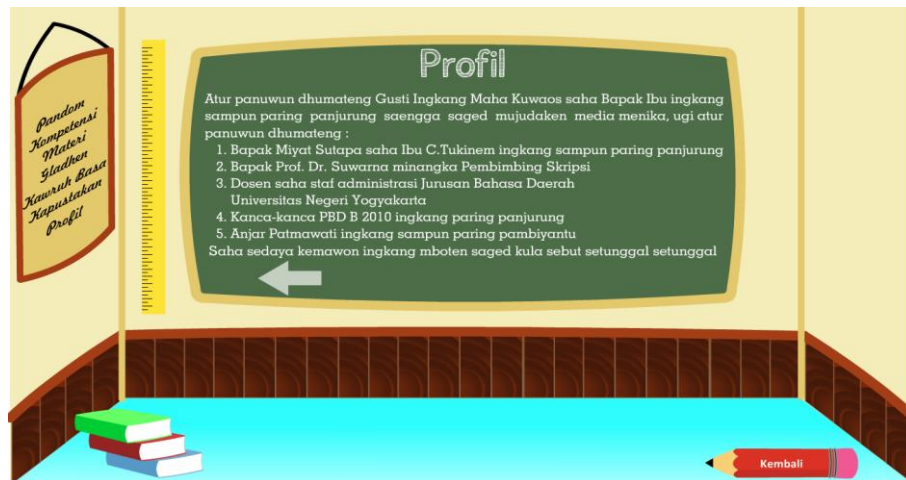 Pandom
Kompetensi
Materi
Gladhen
Kawruh Basa
Kapustakan
Profil
Profil
Atur panuwun dhumateng Gusti Ingkang Maha Kuwaos saha Bapak Ibu ingkang
sampun paring panjurung saengga saged mujudaken media menika, ugi atur
panuwun dhumateng :
1. Bapak Miyat Sutapa saha Ibu C.Tukinem ingkang sampun paring panjurung
2. Bapak Prof. Dr. Suwarna minangka Pembimbing Skripsi
3. Dosen saha staf administrasi Jurusan Bahasa Daerah
Universitas Negeri Yogyakarta
4. Kanca-kanca PBD B 2010 ingkang paring panjurung
5. Anjar Patmawati ingkang sampun paring pambiyantu
Saha sedaya kemawon ingkang mboten saged kula sebut setunggal setunggal
Kembali